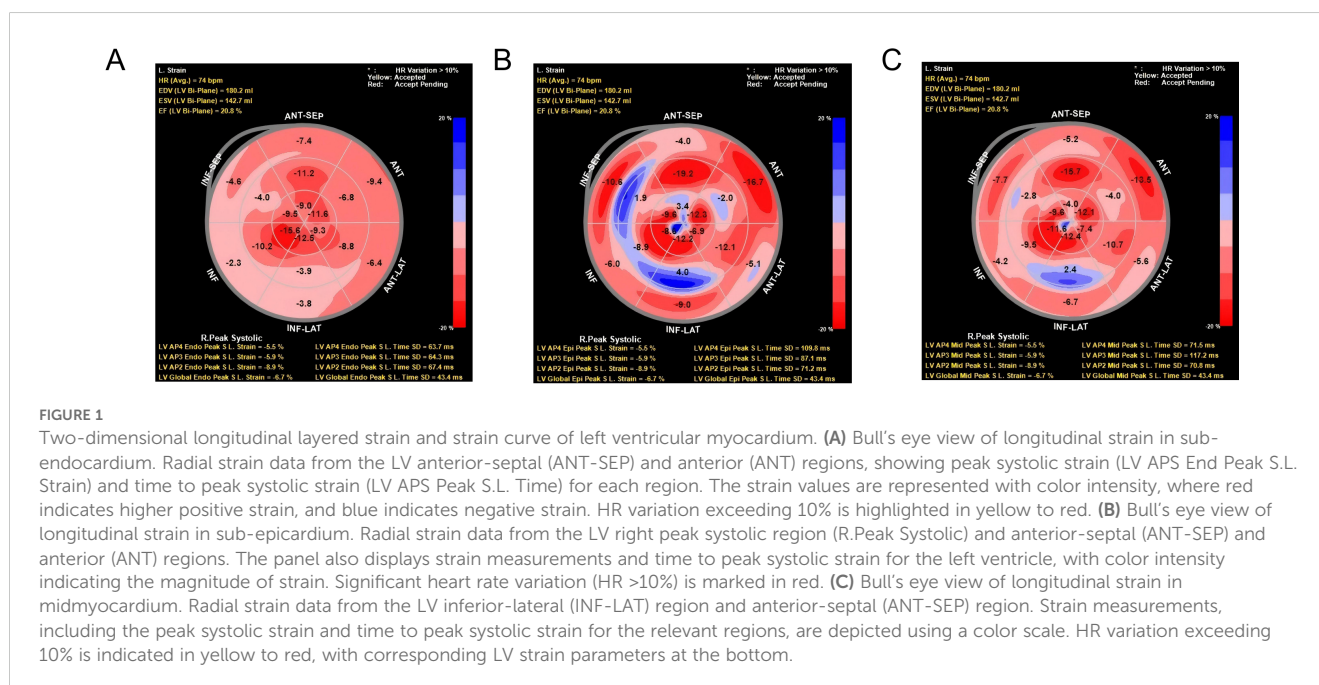 A
L. Strain
* : HR Variation > 10%
HR (Avg.) = 74 bpm
Yellow: Accepted
EDV (LV Bi-Plane) = 180.2 ml
Red: Accept Pending
ESV (LV Bi-Plane) = 142.7 ml
EF (LV Bi-Plane) = 20.8 %
ANT-SEP
20 %
-7.4
INF-SEP
ANT
-11.2
-4.6
-9.4
-4.0
-6.8
-9.0
-9.5
-11.6
-15.6
-9.3
-12.5
-10.2
-8.8
-2.3
-3.9
-6.4
INF
ANT-LAT
-3.8
-20 %
INF-LAT
R.Peak Systolic
LV AP4 Endo Peak S L. Strain = -5.5 %
LV AP4 Endo Peak S L. Time SD = 63.7 ms
LV AP3 Endo Peak S L. Strain = -5.9 %
LV AP3 Endo Peak S L. Time SD = 64.3 ms
LV AP2 Endo Peak S L. Strain = -8.9 %
LV AP2 Endo Peak S L. Time SD = 67.4 ms
LV Global Endo Peak S L. Strain = -6.7 %
LV Global Endo Peak S L. Time SD = 43.4 ms
B
L. Strain
* : HR Variation > 10%
HR (Avg.) = 74 bpm
Yellow: Accepted
EDV (LV Bi-Plane) = 180.2 ml
Red: Accept Pending
ESV (LV Bi-Plane) = 142.7 ml
EF (LV Bi-Plane) = 20.8 %
ANT-SEP
20 %
-4.0
INF-SEP
ANT
-19.2
-10.6
-16.7
1.9
-2.0
3.4
-9.6
-12.3
-8.6
-6.9
-12.2
-8.9
-12.1
-6.0
4.0
-5.1
INF
ANT-LAT
-9.0
-20 %
INF-LAT
R.Peak Systolic
LV AP4 Epi Peak S L. Strain = -5.5 %
LV AP4 Epi Peak S L. Time SD = 109.8 ms
LV AP3 Epi Peak S L. Strain = -5.9 %
LV AP3 Epi Peak S L. Time SD = 87.1 ms
LV AP2 Epi Peak S L. Strain = -8.9 %
LV AP2 Epi Peak S L. Time SD = 71.2 ms
LV Global Epi Peak S L. Strain = -6.7 %
LV Global Epi Peak S L. Time SD = 43.4 ms
C
L. Strain
* : HR Variation > 10%
HR (Avg.) = 74 bpm
Yellow: Accepted
EDV (LV Bi-Plane) = 180.2 ml
Red: Accept Pending
ESV (LV Bi-Plane) = 142.7 ml
EF (LV Bi-Plane) = 20.8 %
ANT-SEP
20 %
-5.2
INF-SEP
ANT
-15.7
-7.7
-13.5
-2.8
-4.0
-4.0
-9.6
-12.1
-11.6
-7.4
-12.4
-9.5
-10.7
-4.2
2.4
-5.6
INF
ANT-LAT
-6.7
-20 %
INF-LAT
R.Peak Systolic
LV AP4 Mid Peak S L. Strain = -5.5 %
LV AP4 Mid Peak S L. Time SD = 71.5 ms
LV AP3 Mid Peak S L. Strain = -5.9 %
LV AP3 Mid Peak S L. Time SD = 117.2 ms
LV AP2 Mid Peak S L. Strain = -8.9 %
LV AP2 Mid Peak S L. Time SD = 70.8 ms
LV Global Mid Peak S L. Strain = -6.7 %
LV Global Mid Peak S L. Time SD = 43.4 ms
FIGURE 1
Two-dimensional longitudinal layered strain and strain curve of left ventricular myocardium. (A) Bull's eye view of longitudinal strain in sub-
endocardium. Radial strain data from the LV anterior-septal (ANT-SEP) and anterior (ANT) regions, showing peak systolic strain (LV APS End Peak S.L.
Strain) and time to peak systolic strain (LV APS Peak S.L. Time) for each region. The strain values are represented with color intensity, where red
indicates higher positive strain, and blue indicates negative strain. HR variation exceeding 10% is highlighted in yellow to red. (B) Bull's eye view of
longitudinal strain in sub-epicardium. Radial strain data from the LV right peak systolic region (R.Peak Systolic) and anterior-septal (ANT-SEP) and
anterior (ANT) regions. The panel also displays strain measurements and time to peak systolic strain for the left ventricle, with color intensity
indicating the magnitude of strain. Significant heart rate variation (HR >10%) is marked in red. (C) Bull's eye view of longitudinal strain in
midmyocardium. Radial strain data from the LV inferior-lateral (INF-LAT) region and anterior-septal (ANT-SEP) region. Strain measurements,
including the peak systolic strain and time to peak systolic strain for the relevant regions, are depicted using a color scale. HR variation exceeding
10% is indicated in yellow to red, with corresponding LV strain parameters at the bottom.